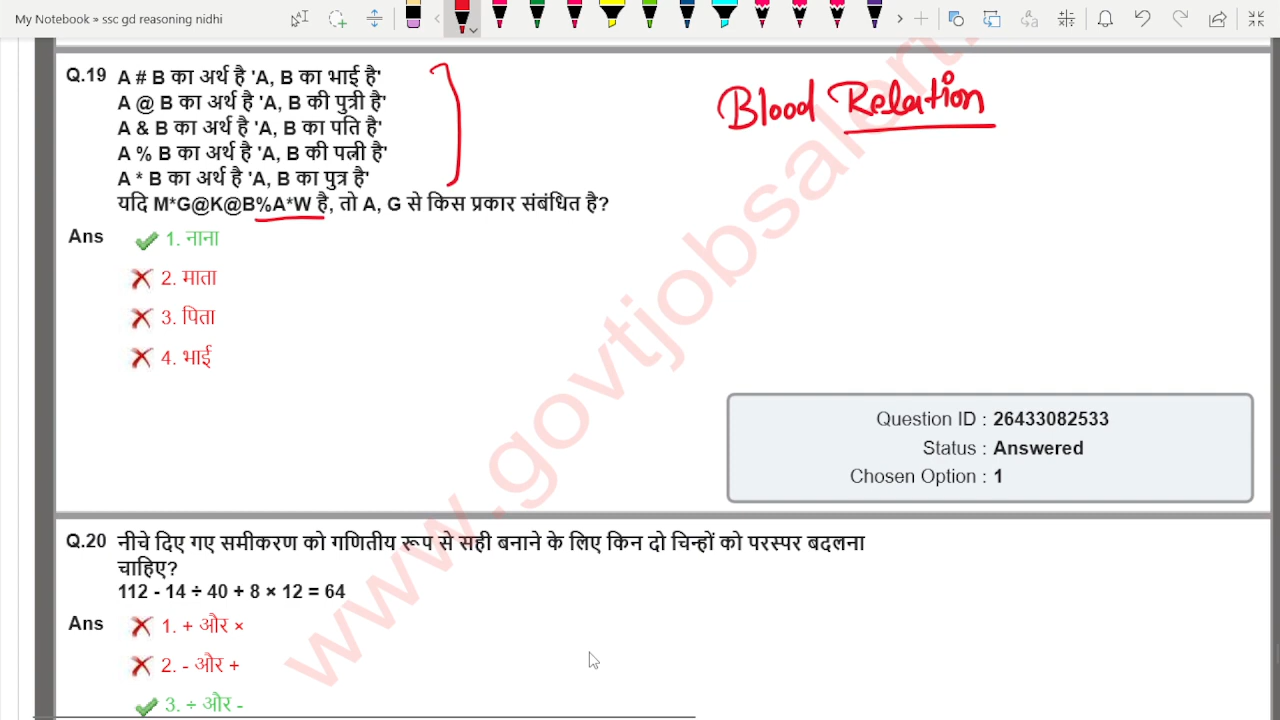 My Notebook » ssc gd reasoning nidhi
Q.19 A # B का अर्थ है 'A, B का भाई है'
A @ B का अर्थ है 'A, B की पुत्री है'
A & B का अर्थ है 'A, B का पति है'
A % B का अर्थ है 'A, B की पत्नी है'
A * B का अर्थ है 'A, B का पुत्र है'
यदि M*G@K@B%A*W है, तो A, G से किस प्रकार संबंधित है?
Blood Relation
Ans 1. नाना
2. माता
3. पिता
4. भाई
Question ID : 26433082533
Status : Answered
Chosen Option : 1
www.govtjobsalert.
Q.20 नीचे दिए गए समीकरण को गणितीय रूप से सही बनाने के लिए किन दो चिन्हों को परस्पर बदलना
चाहिए?
112 - 14 ÷ 40 + 8 × 12 = 64
Ans 1. + और ×
2. - और +
3. ÷ और -